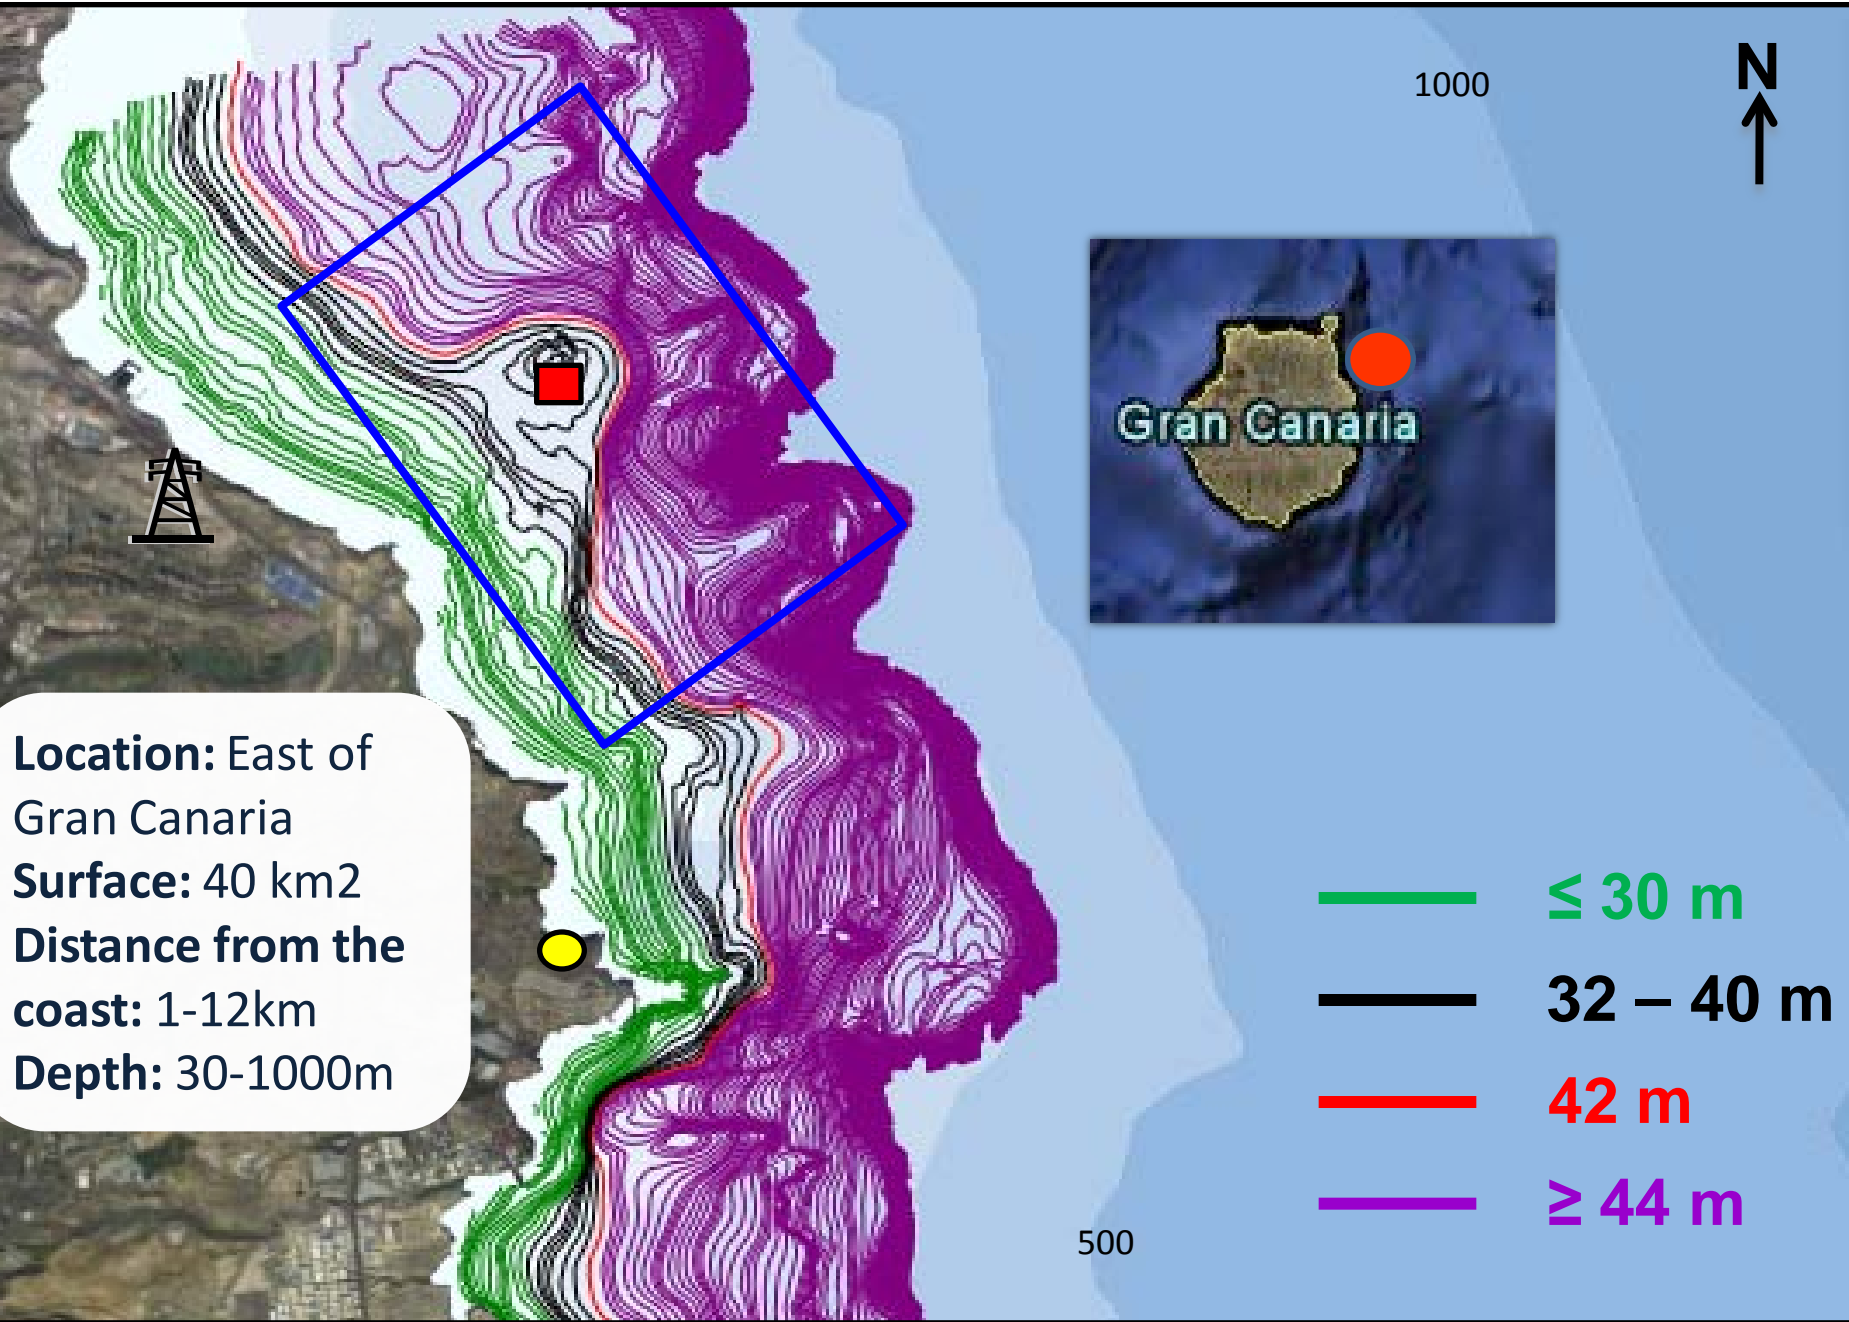 1000
N
Gran Canaria
Location: East of
Gran Canaria
Surface: 40 km2
Distance from the
coast: 1-12km
Depth: 30-1000m
≤ 30 m
32 – 40 m
42 m
≥ 44 m
500